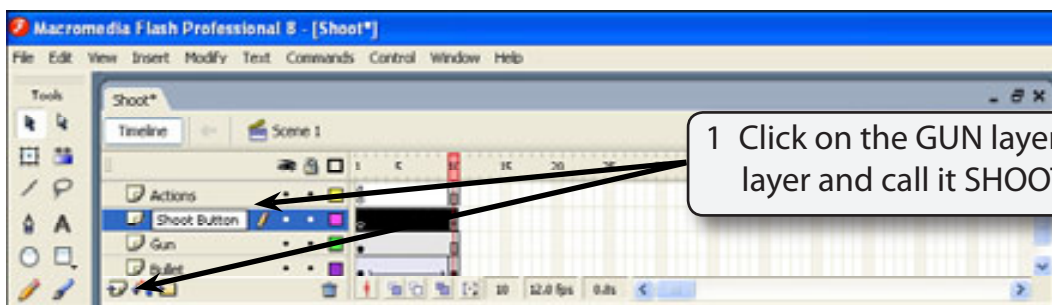 Macromedia Flash Professional 8 - [Shoot*]
File Edit View Insert Modify Text Commands Control Window Help
Tools
Shoot*
Timeline Scene 1
1 5 10 15 20 25
Actions
Shoot Button
Gun
Bullet
10 12.0 fps 0.8s
1 Click on the GUN layer
layer and call it SHOOT